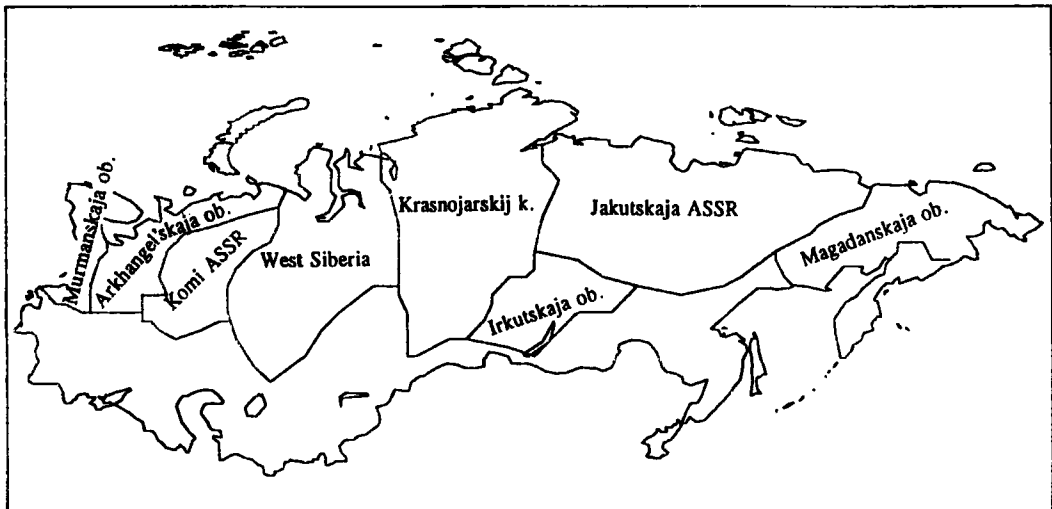 Murmanskaja ob.
Arkhangel'skaja ob.
Komi ASSR
West Siberia
Krasnojarskij k.
Irkutskaja ob.
Jakutskaja ASSR
Magadanskaja ob.